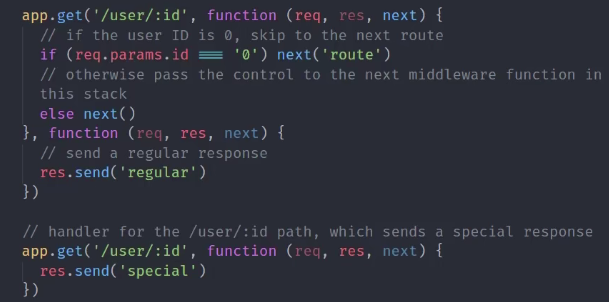 app.get('/user/:id', function (req, res, next) {
  // if the user ID is 0, skip to the next route
  if (req.params.id === '0') next('route')
  // otherwise pass the control to the next middleware function in
  this stack
  else next()
}, function (req, res, next) {
  // send a regular response
  res.send('regular')
})

// handler for the /user/:id path, which sends a special response
app.get('/user/:id', function (req, res, next) {
  res.send('special')
})